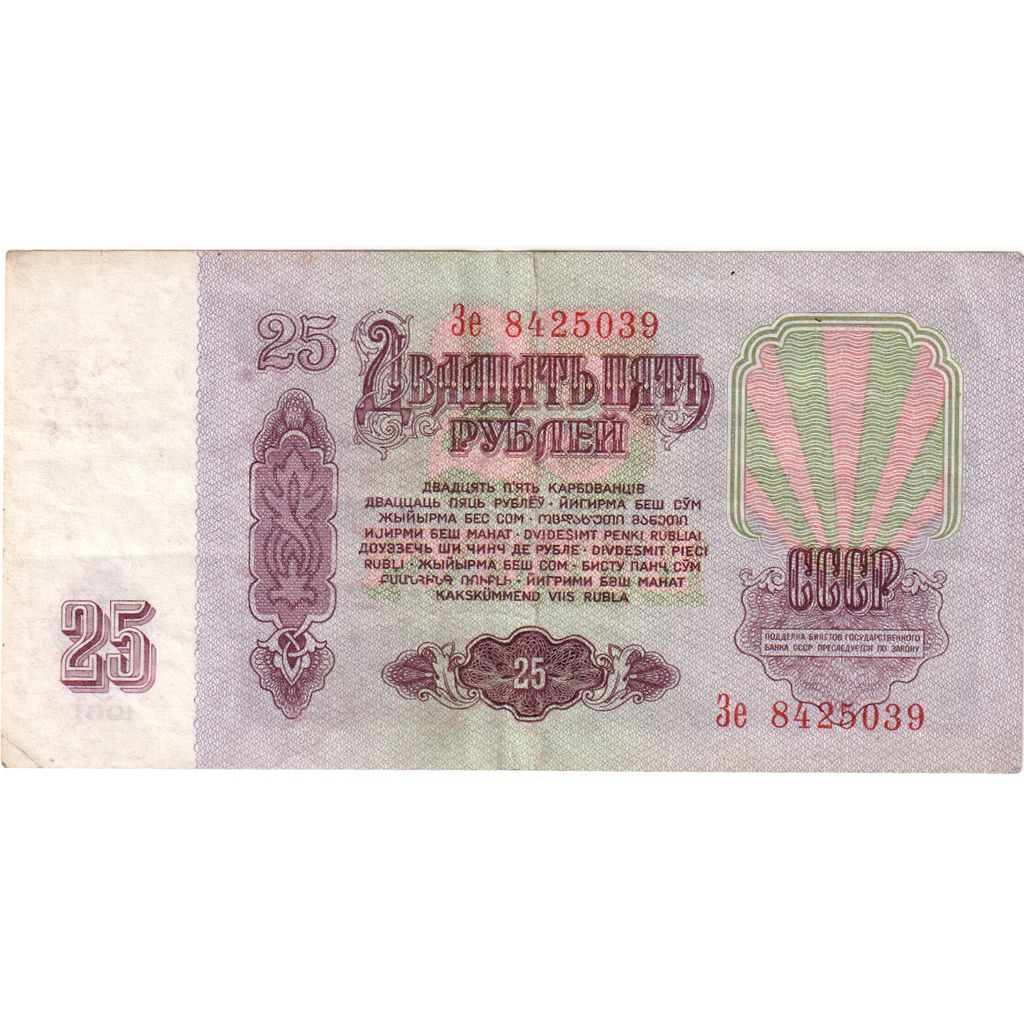 25
Зе 8425039
Двадцать пять
рублей
ДВАДЦЯТЬ П'ЯТЬ КАРБОВАНЦІВ
ДВАЦЦАЦЬ ПЯЦЬ РУБЛЁЎ · ЙИГИРМА БЕШ СЎМ
ЖЫЙЫРМА БЕС СОМ · ᲝᲪᲓᲐᲮᲣᲗᲘ ᲛᲐᲜᲔᲗᲘ
ИЈИРМИ БЕШ МАНАТ · DVIDEŠIMT PENKI RUBLIAI
ДОУЗЗЕЧЬ ШИ ЧИНЧ ДЕ РУБЛЕ · DIVDESMIT PIECI
RUBĻI · ЖЫЙЫРМА БЕШ СОМ · БИСТУ ПАНҶ СӮМ
ՔՍԱՆՀԻՆԳ ՌՈՒԲԼԻ · ЙИГРИМИ БӘШ МАНАТ
KAKSKÜMMEND VIIS RUBLA
25
25
СССР
ПОДДЕЛКА БИЛЕТОВ ГОСУДАРСТВЕННОГО
БАНКА СССР ПРЕСЛЕДУЕТСЯ ПО ЗАКОНУ
Зе 8425039